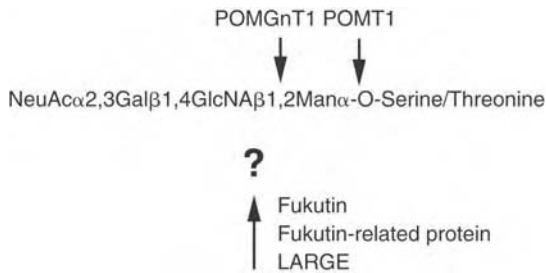 POMGnT1 POMT1
NeuAcα2,3Galβ1,4GlcNAβ1,2Manα-O-Serine/Threonine
?
Fukutin
Fukutin-related protein
LARGE